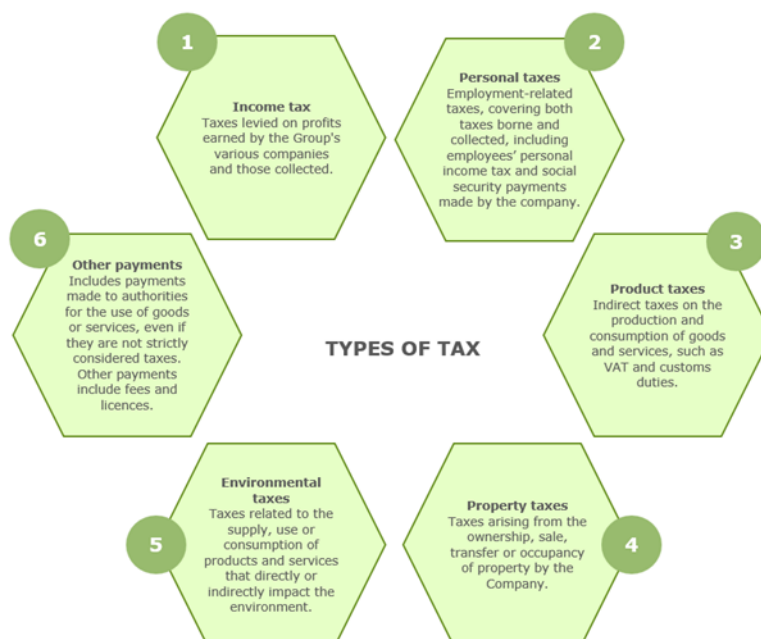 1
Income tax
Taxes levied on profits
earned by the Group's
various companies
and those collected.
2
Personal taxes
Employment-related
taxes, covering both
taxes borne and
collected, including
employees’ personal
income tax and social
security payments
made by the company.
3
Product taxes
Indirect taxes on the
production and
consumption of goods
and services, such as
VAT and customs
duties.
6
Other payments
Includes payments
made to authorities
for the use of goods
or services, even if
they are not strictly
considered taxes.
Other payments
include fees and
licences.
TYPES OF TAX
5
Environmental
taxes
Taxes related to the
supply, use or
consumption of
products and services
that directly or
indirectly impact the
environment.
4
Property taxes
Taxes arising from the
ownership, sale,
transfer or occupancy
of property by the
Company.